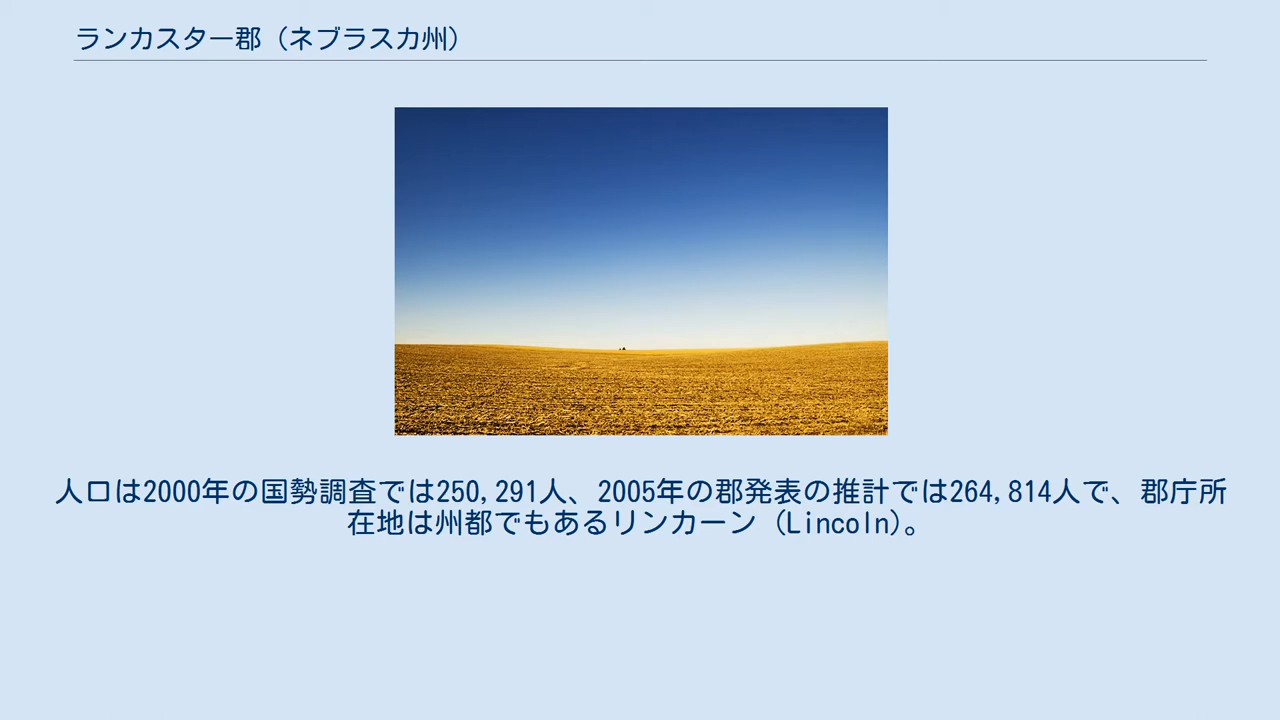 ランカスター郡（ネブラスカ州）
人口は2000年の国勢調査では250,291人、2005年の郡発表の推計では264,814人で、郡庁所
在地は州都でもあるリンカーン（Lincoln）。